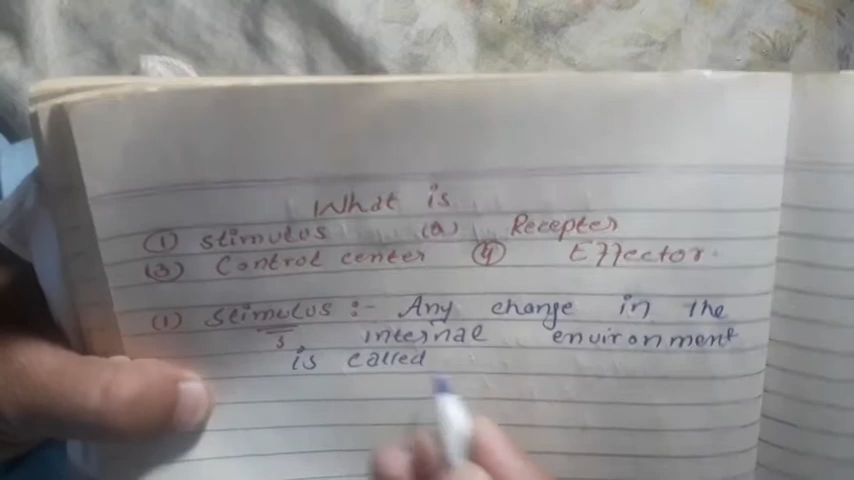 What is
(1) Stimulus (2) Recepter
(3) Control center (4) Effector.
(1) Stimulus :- Any change in the
internal environment
is called